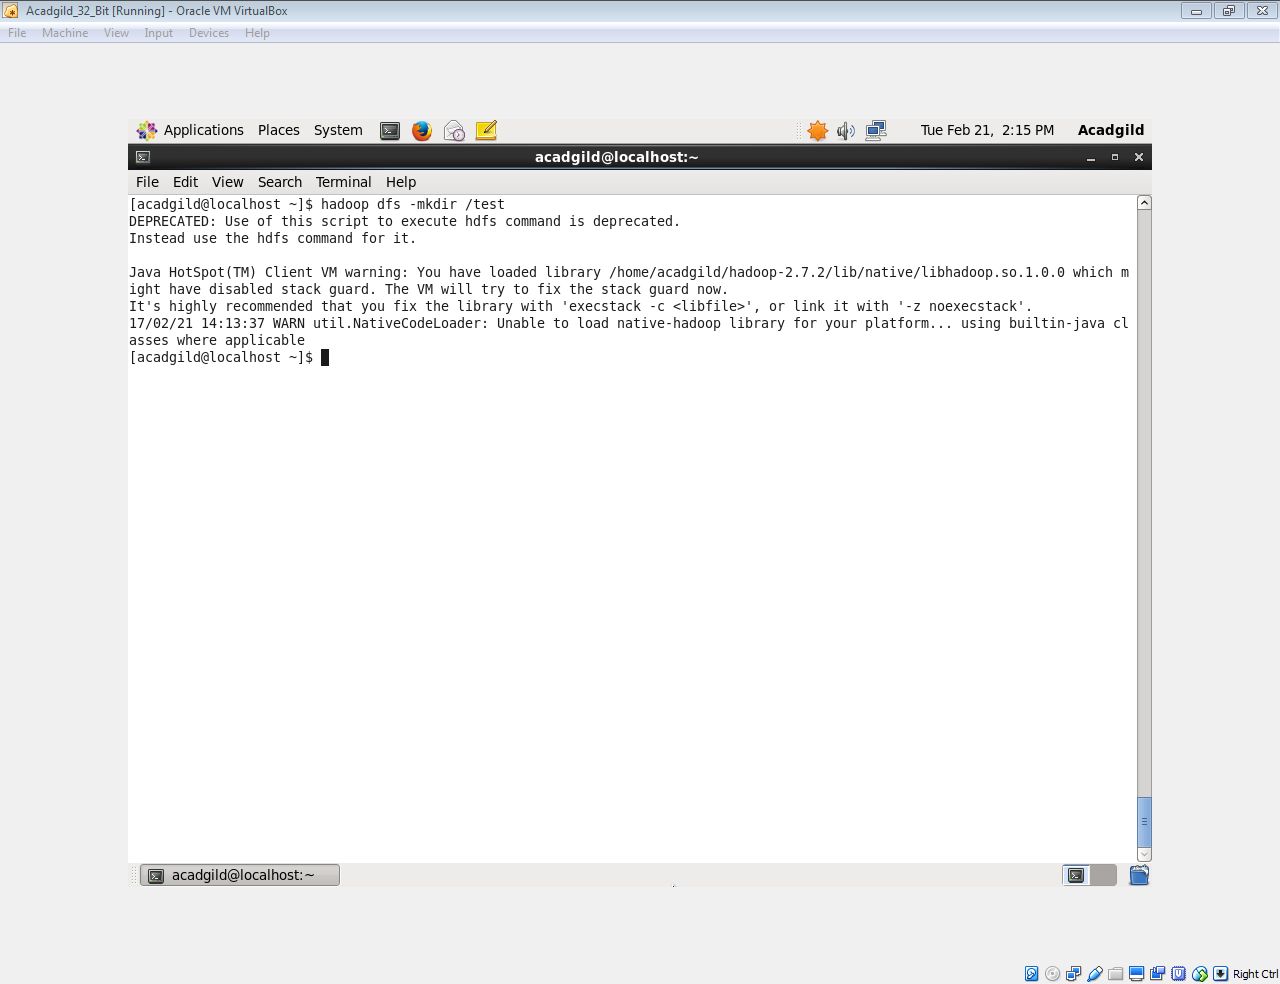 Acadgild_32_Bit [Running] - Oracle VM VirtualBox
File Machine View Input Devices Help
Applications Places System Tue Feb 21, 2:15 PM Acadgild
acadgild@localhost:~
File Edit View Search Terminal Help
[acadgild@localhost ~]$ hadoop dfs -mkdir /test
DEPRECATED: Use of this script to execute hdfs command is deprecated.
Instead use the hdfs command for it.
Java HotSpot(TM) Client VM warning: You have loaded library /home/acadgild/hadoop-2.7.2/lib/native/libhadoop.so.1.0.0 which m
ight have disabled stack guard. The VM will try to fix the stack guard now.
It's highly recommended that you fix the library with 'execstack -c <libfile>', or link it with '-z noexecstack'.
17/02/21 14:13:37 WARN util.NativeCodeLoader: Unable to load native-hadoop library for your platform... using builtin-java cl
asses where applicable
[acadgild@localhost ~]$
acadgild@localhost:~
Right Ctrl